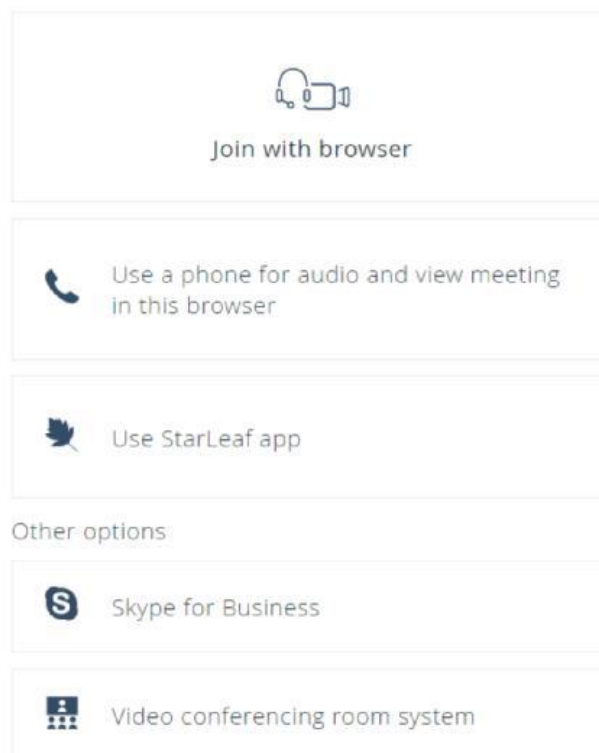 Join with browser
Use a phone for audio and view meeting
in this browser
Use StarLeaf app
Other options
Skype for Business
Video conferencing room system